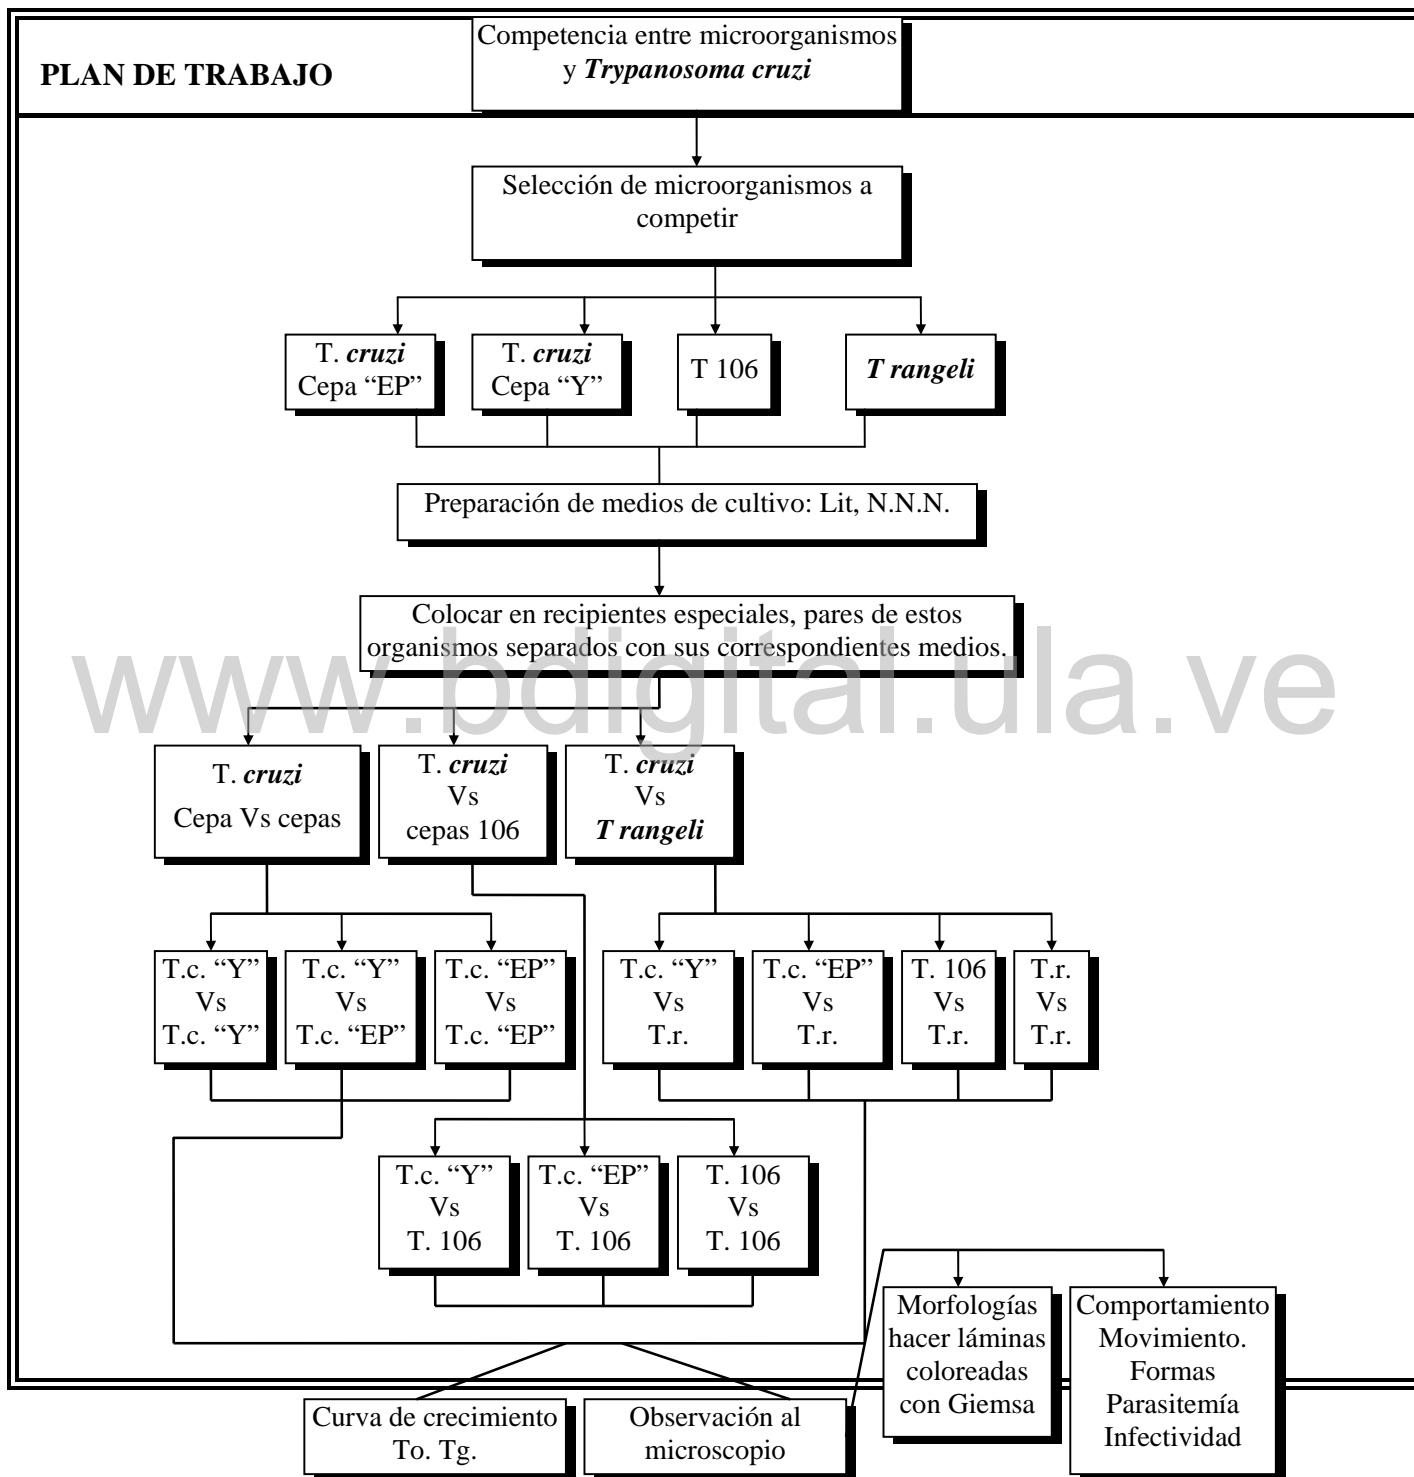 Competencia entre microorganismos
y Trypanosoma cruzi
PLAN DE TRABAJO
Selección de microorganismos a
competir
T. cruzi
Cepa “EP”
T. cruzi
Cepa “Y”
T 106
T rangeli
Preparación de medios de cultivo: Lit, N.N.N.
Colocar en recipientes especiales, pares de estos
organismos separados con sus correspondientes medios.
www.bdigital.ula.ve
T. cruzi
Cepa Vs cepas
T. cruzi
Vs
cepas 106
T. cruzi
Vs
T rangeli
T.c. “Y”
Vs
T.c. “Y”
T.c. “Y”
Vs
T.c. “EP”
T.c. “EP”
Vs
T.c. “EP”
T.c. “Y”
Vs
T.r.
T.c. “EP”
Vs
T.r.
T. 106
Vs
T.r.
T.r.
Vs
T.r.
T.c. “Y”
Vs
T. 106
T.c. “EP”
Vs
T. 106
T. 106
Vs
T. 106
Morfologías
hacer láminas
coloreadas
con Giemsa
Comportamiento
Movimiento.
Formas
Parasitemía
Infectividad
Curva de crecimiento
To. Tg.
Observación al
microscopio